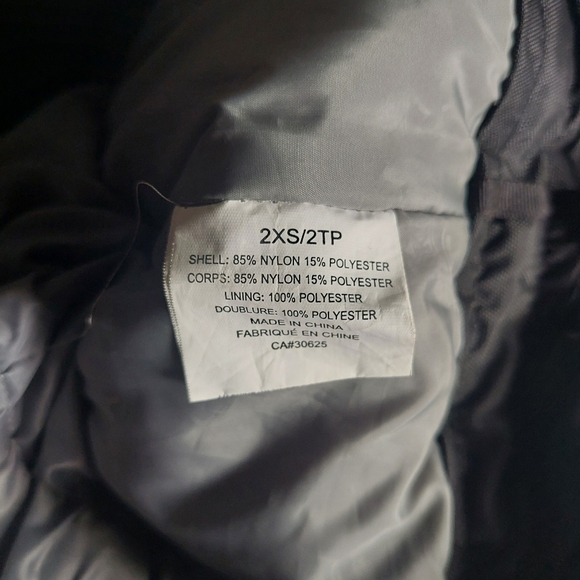 2XS/2TP
SHELL: 85% NYLON 15% POLYESTER
CORPS: 85% NYLON 15% POLYESTER
LINING: 100% POLYESTER
DOUBLURE: 100% POLYESTER
MADE IN CHINA
FABRIQUÉ EN CHINE
CA#30625